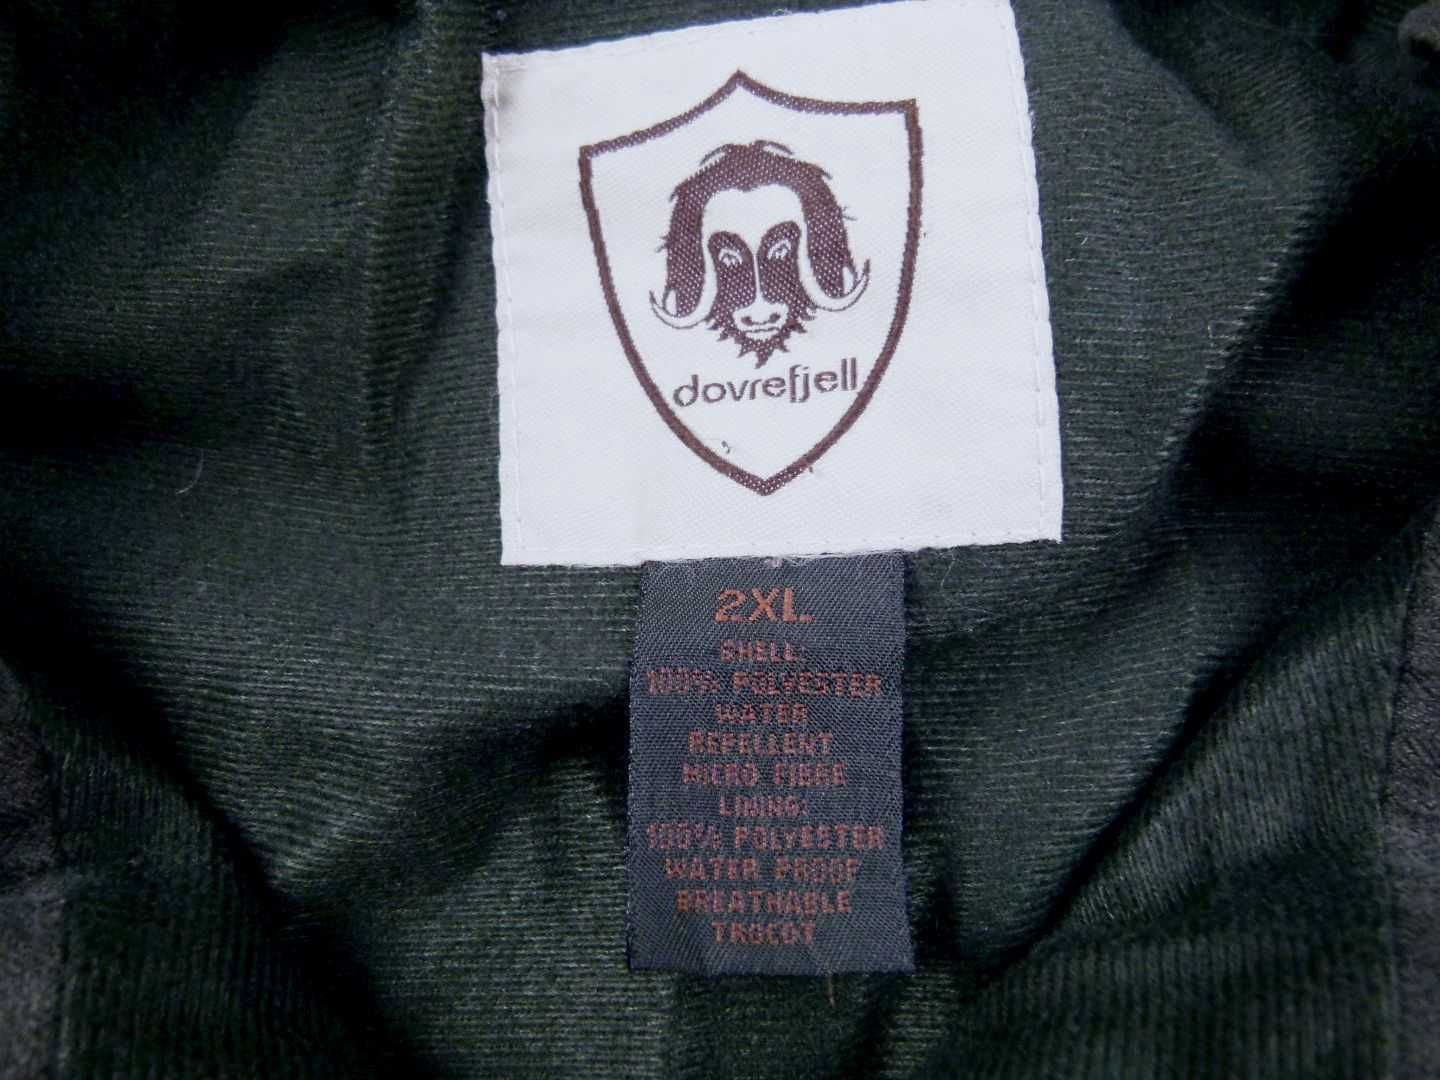 dovrefjell
2XL
SHELL:
100% POLYESTER
WATER
REPELLENT
MICRO FIBRE
LINING:
100% POLYESTER
WATER PROOF
BREATHABLE